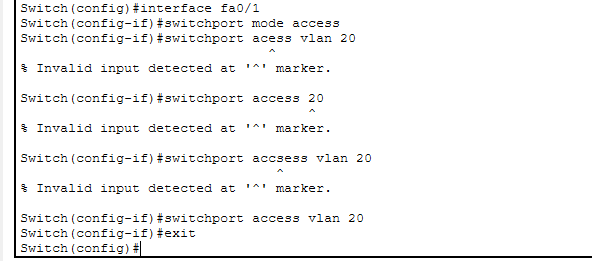 Switch(config)#interface fa0/1
Switch(config-if)#switchport mode access
Switch(config-if)#switchport acess vlan 20
^
% Invalid input detected at '^' marker.
Switch(config-if)#switchport access 20
^
% Invalid input detected at '^' marker.
Switch(config-if)#switchport accsess vlan 20
^
% Invalid input detected at '^' marker.
Switch(config-if)#switchport access vlan 20
Switch(config-if)#exit
Switch(config)#